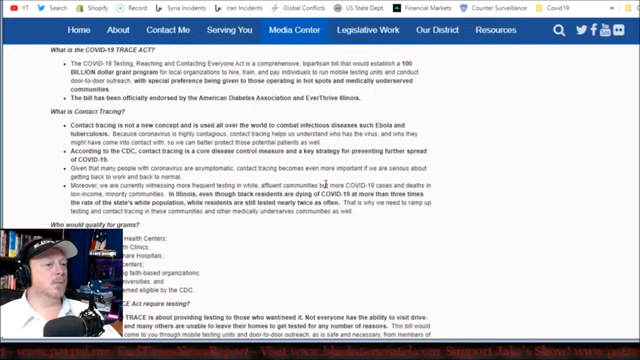 YT
News
Jay
Syria Incidents
Iran Incidents
Global Conflicts
US State Dept.
Financial Markets
Counter Surveillance
Covid19
Home
About
Contact Me
Serving You
Media Center
Legislative Work
Our District
Resources
What is the COVID-19 TRACE ACT?
The COVID-19 Testing, Reaching and Contacting Everyone Act is a comprehensive, bipartisan bill that would establish a 100
BILLION dollar grant program for local organizations to hire, train, and pay individuals to run mobile testing units and conduct
door-to-door outreach, with special preference being given to those operating in hot spots and medically underserved
communities.
The bill has been officially endorsed by the American Diabetes Association and EverThrive Illinois.
What is Contact Tracing?
Contact tracing is not a new concept and is used all over the world to combat infectious diseases such Ebola and
tuberculosis. Because coronavirus is highly contagious, contact tracing helps us understand who has the virus, and who they
might have come into contact with, so we can better protect those potential patients as well.
According to the CDC, contact tracing is a core disease control measure and a key strategy for preventing further spread
of COVID-19.
Given that many people with coronavirus are asymptomatic, contact tracing becomes even more important if we are serious about
getting back to work and back to normal.
Moreover, we are currently witnessing more frequent testing in white, affluent communities but more COVID-19 cases and deaths in
low-income, minority communities. In Illinois, even though black residents are dying of COVID-19 at more than three times
the rate of the state's white population, white residents are still tested nearly twice as often. That is why we need to ramp up
testing and contact tracing in these communities and other medically underserved communities as well.
Who would qualify for grants?
Health Centers;
h Clinics;
hare Hospitals;
enters;
g faith-based organizations;
niversities; and
med eligible by the CDC.
ACE Act require testing?
TRACE is about providing testing to those who want/need it. Not everyone has the ability to visit drive-
and many others are unable to leave their homes to get tested for any number of reasons. This bill would
come to you through mobile testing units and door-to-door outreach, as is safe and necessary, from members of